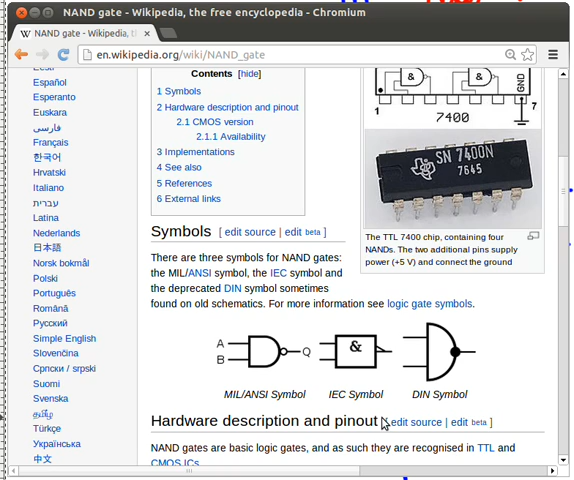 NAND gate - Wikipedia, the free encyclopedia - Chromium
W NAND gate - Wikipedia, th
en.wikipedia.org/wiki/NAND_gate
Español
Esperanto
Euskara
فارسی
Français
한국어
Hrvatski
Italiano
עברית
Latina
Nederlands
日本語
Norsk bokmål
Polski
Português
Română
Русский
Simple English
Slovenčina
Српски / srpski
Suomi
Svenska
தமிழ்
Türkçe
Українська
中文
Contents [hide]
1 Symbols
2 Hardware description and pinout
2.1 CMOS version
2.1.1 Availability
3 Implementations
4 See also
5 References
6 External links
& &
GND
1 7
7400
SN 7400N
7645
The TTL 7400 chip, containing four
NANDs. The two additional pins supply
power (+5 V) and connect the ground
Symbols [ edit source | edit beta ]
There are three symbols for NAND gates:
the MIL/ANSI symbol, the IEC symbol and
the deprecated DIN symbol sometimes
found on old schematics. For more information see logic gate symbols.
A
B
Q
&
MIL/ANSI Symbol IEC Symbol DIN Symbol
Hardware description and pinout [ edit source | edit beta ]
NAND gates are basic logic gates, and as such they are recognised in TTL and
CMOS ICs.